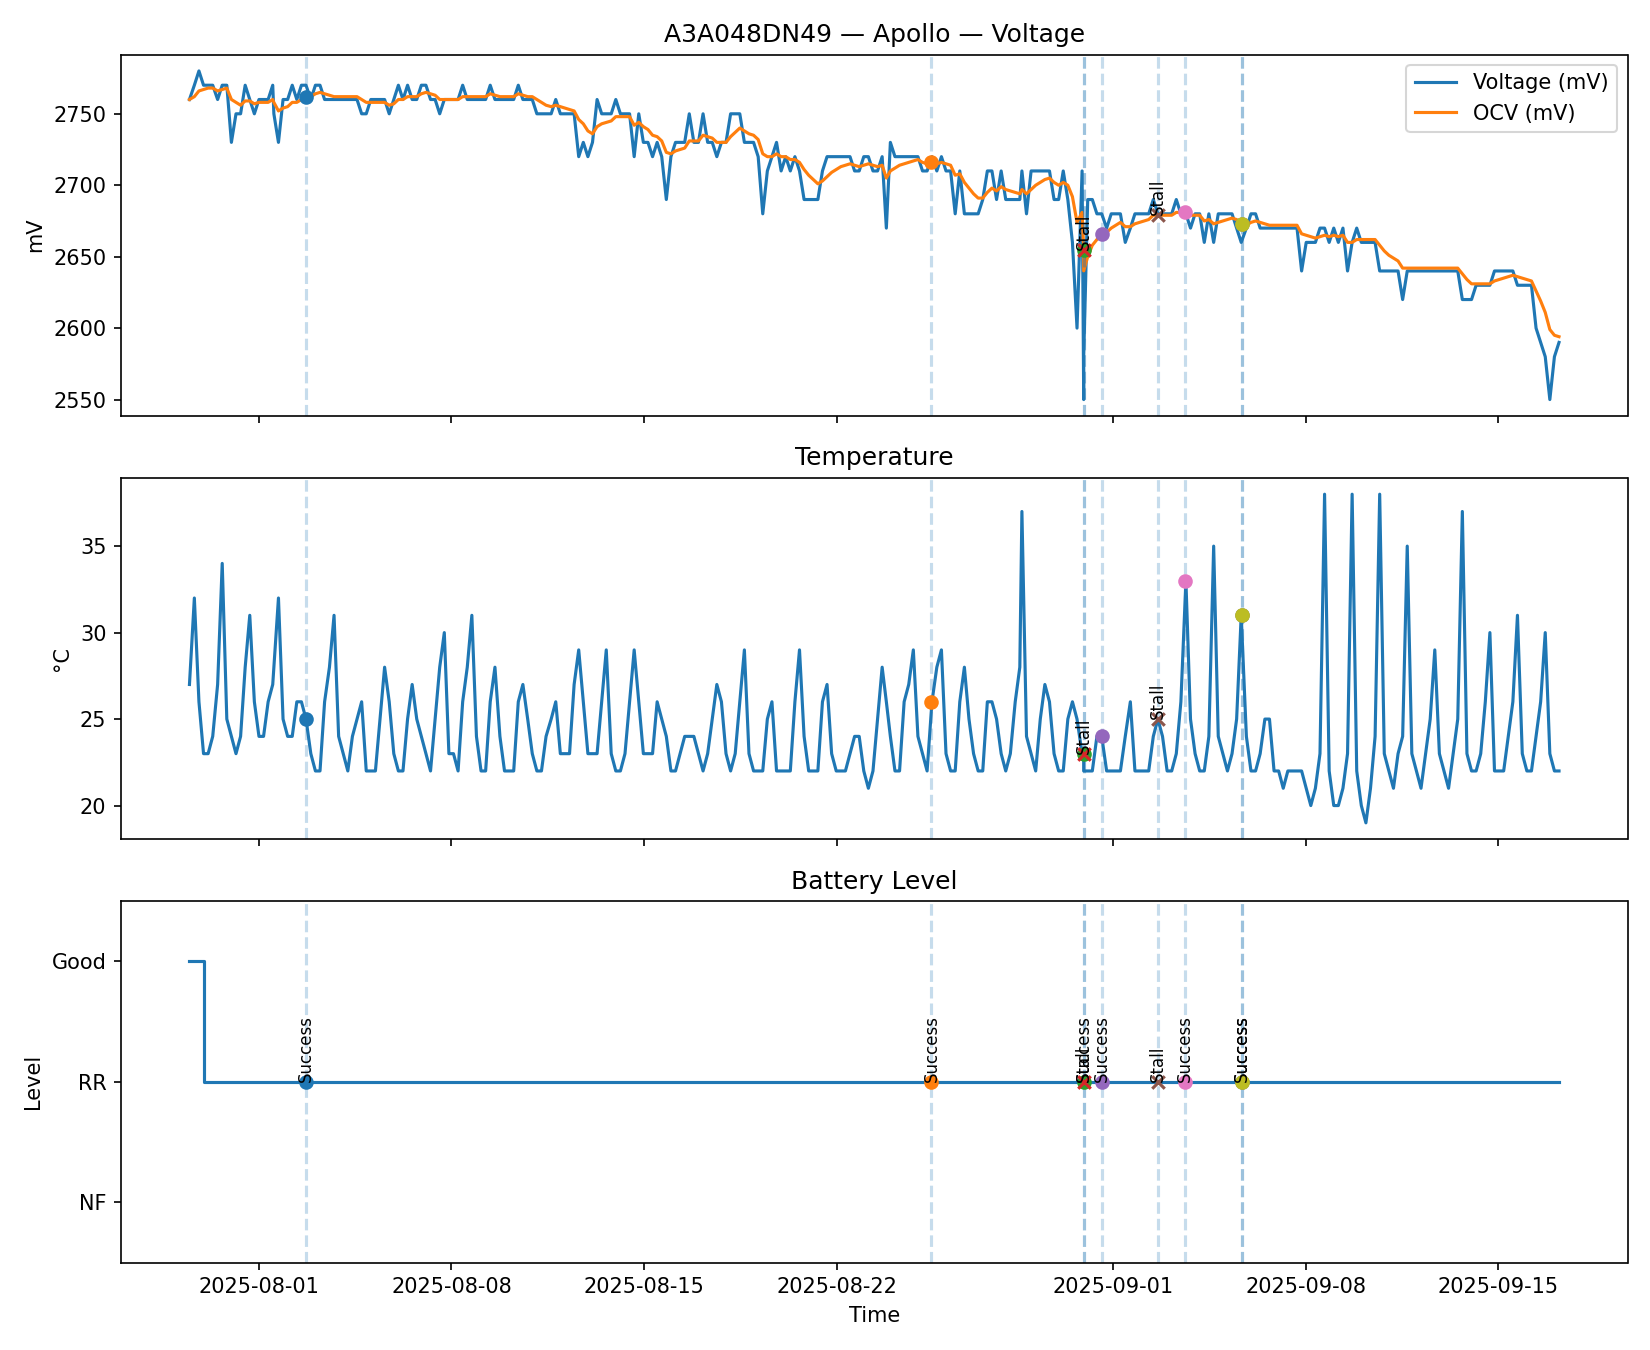 A3A048DN49 — Apollo — Voltage
Voltage (mV)
OCV (mV)
mV
2750
2700
2650
2600
2550
Stall
Stall
Temperature
°C
35
30
25
20
Stall
Stall
Battery Level
Level
Good
RR
NF
Success
Success
Success
Stall
Success
Stall
Success
Success
2025-08-01
2025-08-08
2025-08-15
2025-08-22
2025-09-01
2025-09-08
2025-09-15
Time